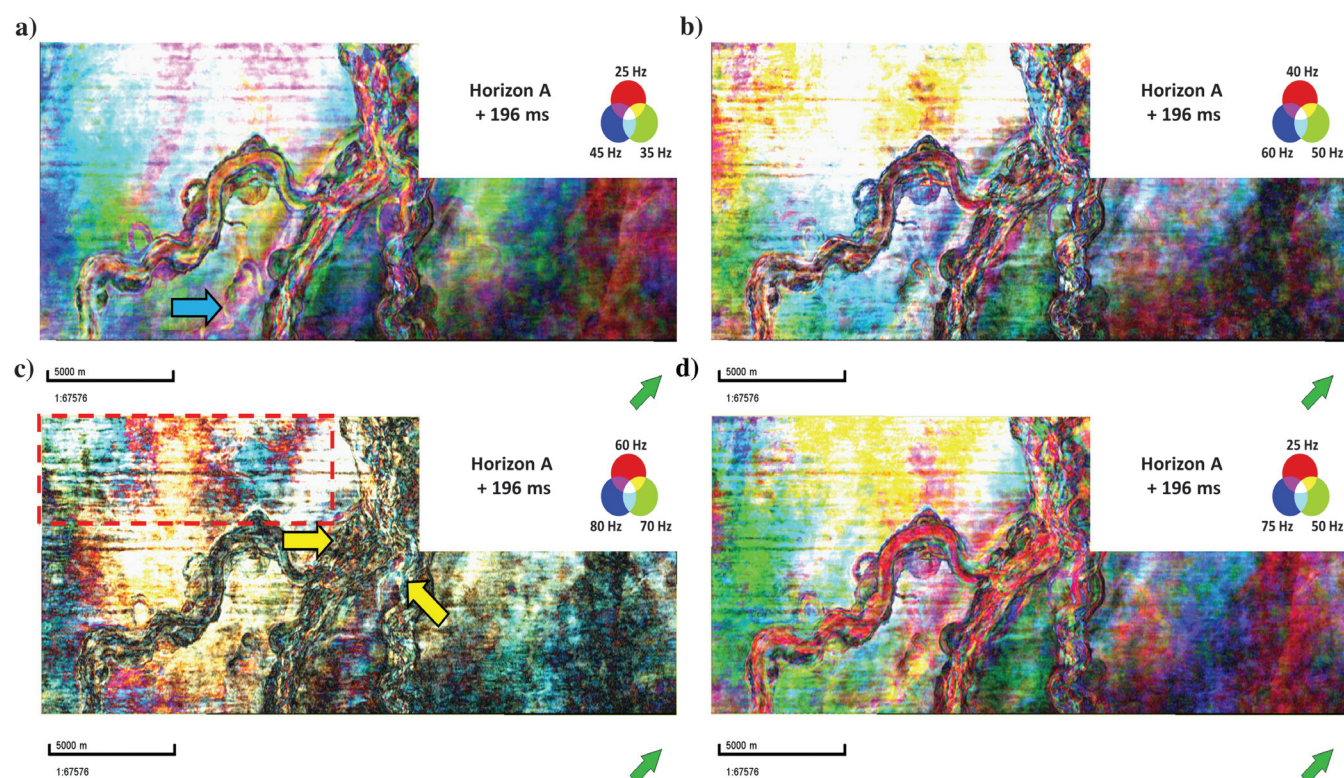 a)
25 Hz
Horizon A
+ 196 ms
45 Hz 35 Hz
5000 m
1:67576
b)
40 Hz
Horizon A
+ 196 ms
60 Hz 50 Hz
5000 m
1:67576
c)
60 Hz
Horizon A
+ 196 ms
80 Hz 70 Hz
5000 m
1:67576
d)
25 Hz
Horizon A
+ 196 ms
75 Hz 50 Hz
5000 m
1:67576